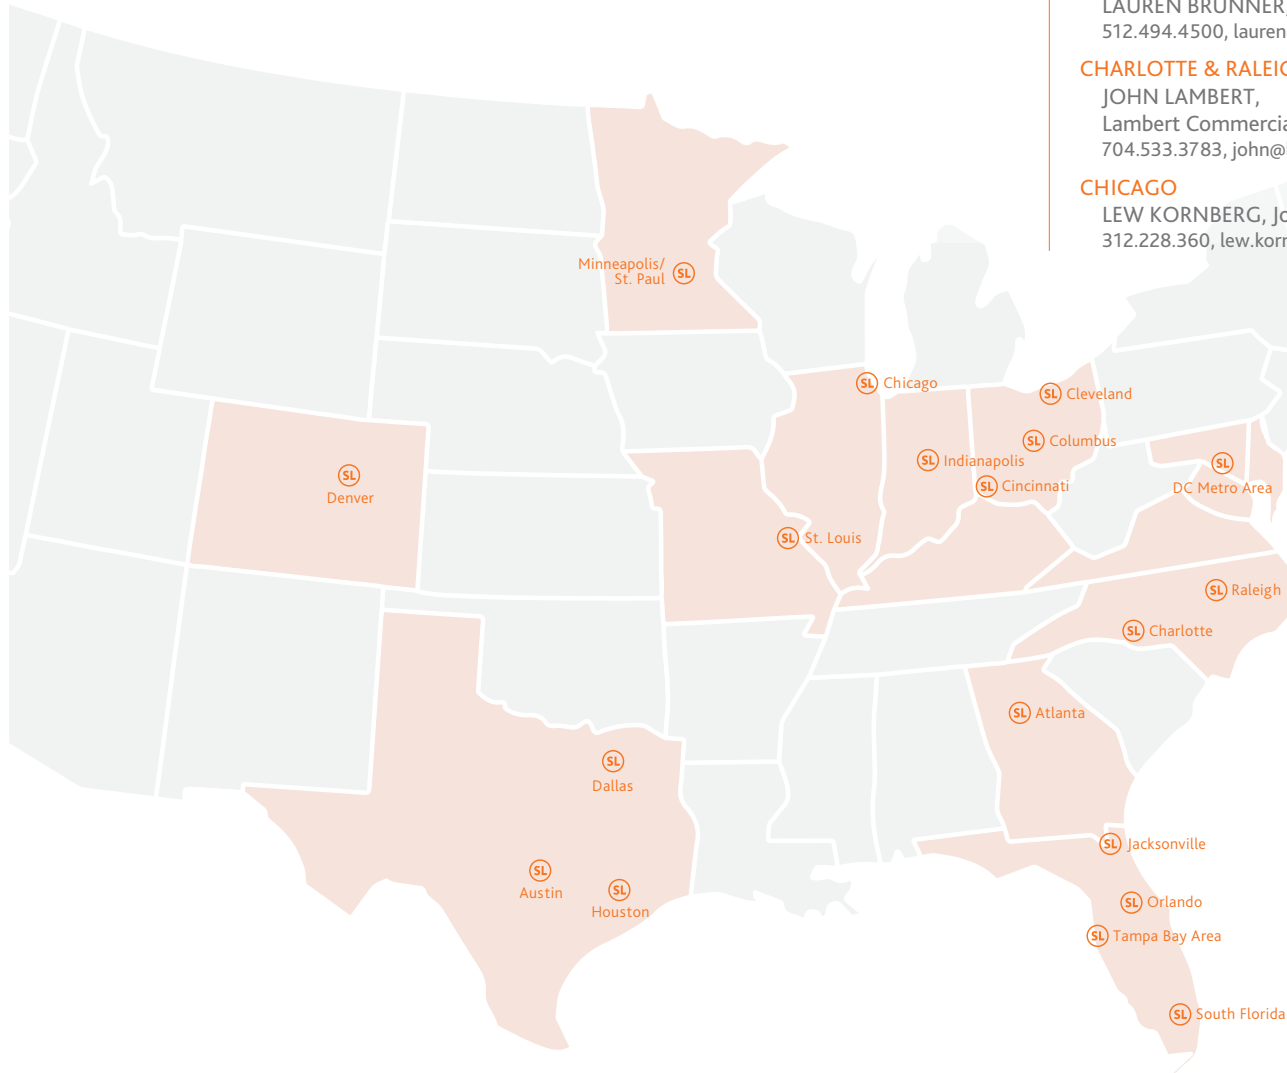 LAUREN BRUNNER,
512.494.4500, lauren
CHARLOTTE & RALEIG
JOHN LAMBERT,
Lambert Commercia
704.533.3783, john@
CHICAGO
LEW KORNBERG, Jo
312.228.360, lew.korn
Minneapolis/
St. Paul
SL
SL Chicago
SL Cleveland
SL Columbus
SL Indianapolis
SL
DC Metro Area
SL Cincinnati
SL
Denver
SL St. Louis
SL Raleigh
SL Charlotte
SL Atlanta
SL
Dallas
SL Jacksonville
SL
Austin
SL
Houston
SL Orlando
SL Tampa Bay Area
SL South Florida